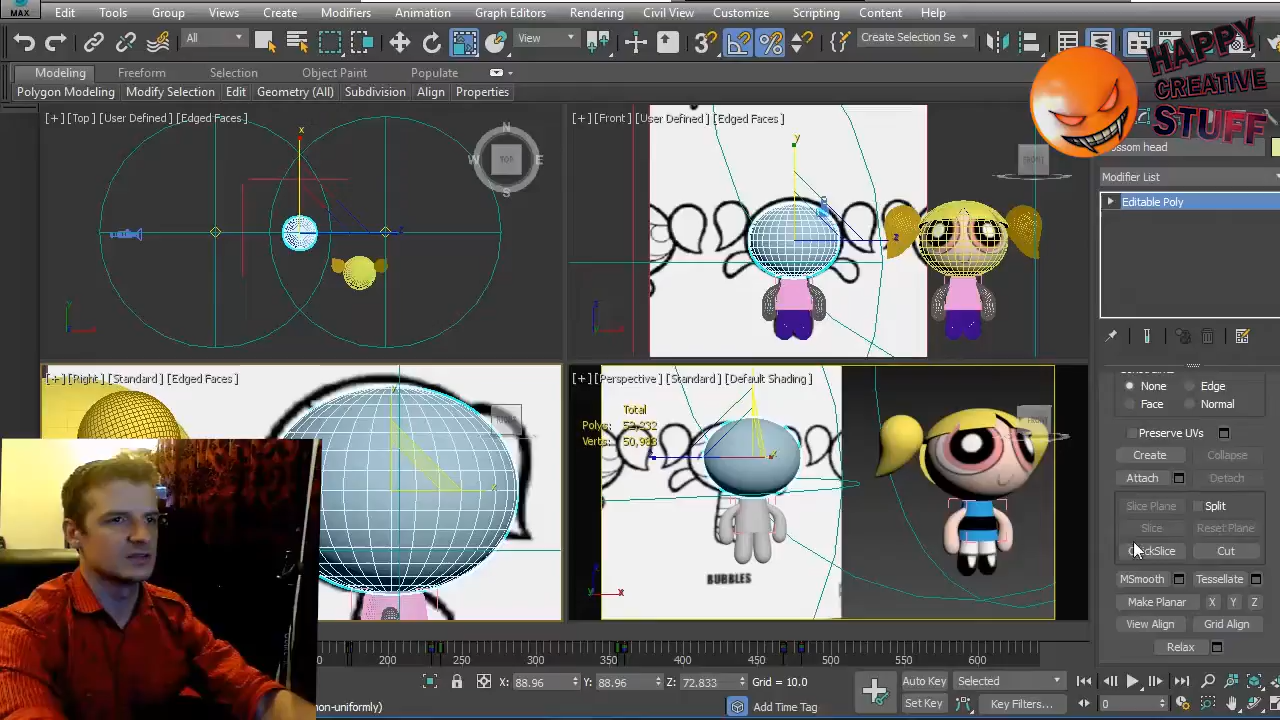 MAX
Edit Tools Group Views Create Modifiers Animation Graph Editors Rendering Civil View Customize Scripting Content Help
All View Create Selection Se
HAPPY
CREATIVE
STUFF
Modeling Freeform Selection Object Paint Populate
Polygon Modeling Modify Selection Edit Geometry (All) Subdivision Align Properties
[+] [Top] [User Defined] [Edged Faces]
N
W TOP E
S
x
[+] [Front] [User Defined] [Edged Faces]
y
FRONT
ossom head
Modifier List
Editable Poly
[+] [Right] [Standard] [Edged Faces]
[+] [Perspective] [Standard] [Default Shading]
Total
Polys:
Verts:
BUBBLES
None Edge
Face Normal
Preserve UVs
Create Collapse
Attach Detach
Slice Plane Split
Slice Reset Plane
Cut
MSmooth Tessellate
Make Planar X Y Z
View Align Grid Align
Relax
250 300 350 400 450 500 550 600
X: 88.96 Y: 88.96 Z: 72.833 Grid = 10.0
Auto Key Selected
non-uniformly)
Add Time Tag
Set Key Key Filters... 0